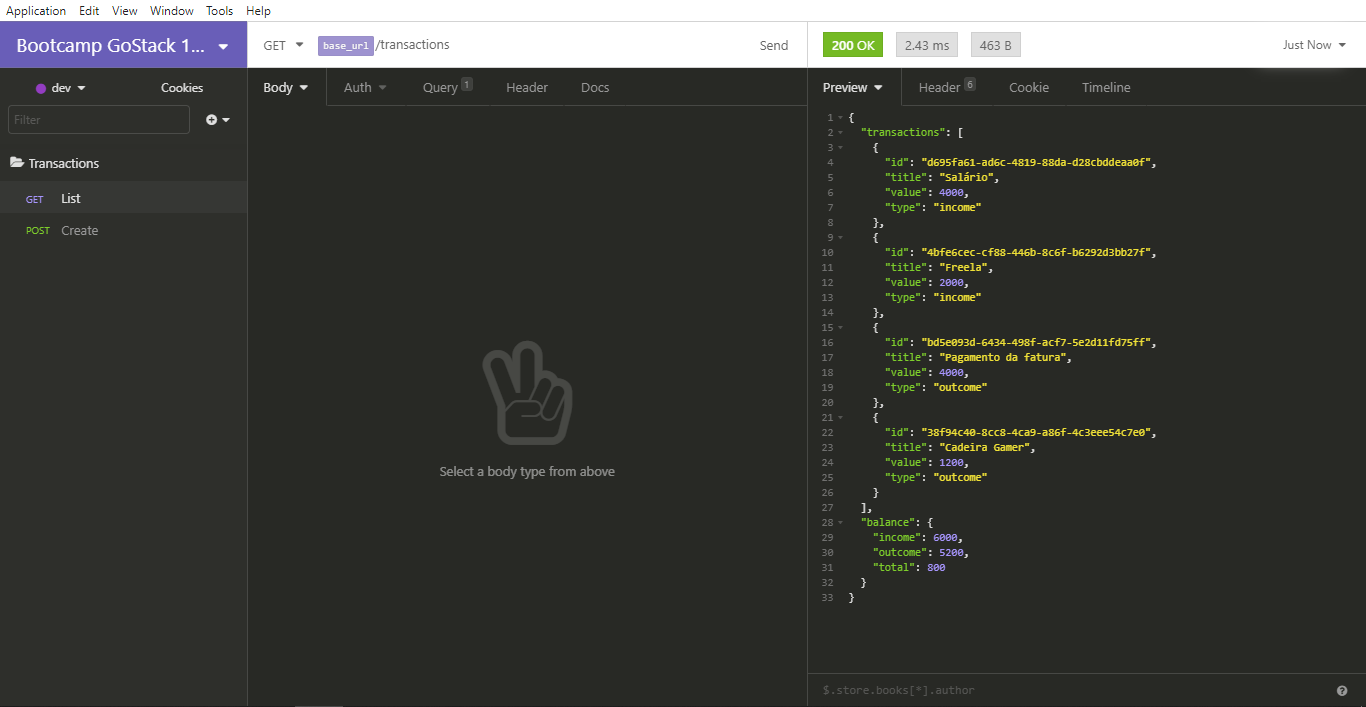 Application Edit View Window Tools Help
Bootcamp GoStack 1...
GET base_url/transactions Send
200 OK 2.43 ms 463 B Just Now
dev Cookies
Filter
Transactions
GET List
POST Create
Body Auth Query 1 Header Docs
Select a body type from above
Preview Header 6 Cookie Timeline
1 {
2 "transactions": [
3 {
4 "id": "d695fa61-ad6c-4819-88da-d28cbddeaa0f",
5 "title": "Salário",
6 "value": 4000,
7 "type": "income"
8 },
9 {
10 "id": "4bfe6cec-cf88-446b-8c6f-b6292d3bb27f",
11 "title": "Freela",
12 "value": 2000,
13 "type": "income"
14 },
15 {
16 "id": "bd5e093d-6434-498f-acf7-5e2d11fd75ff",
17 "title": "Pagamento da fatura",
18 "value": 4000,
19 "type": "outcome"
20 },
21 {
22 "id": "38f94c40-8cc8-4ca9-a86f-4c3eee54c7e0",
23 "title": "Cadeira Gamer",
24 "value": 1200,
25 "type": "outcome"
26 }
27 ],
28 "balance": {
29 "income": 6000,
30 "outcome": 5200,
31 "total": 800
32 }
33 }
$.store.books[*].author